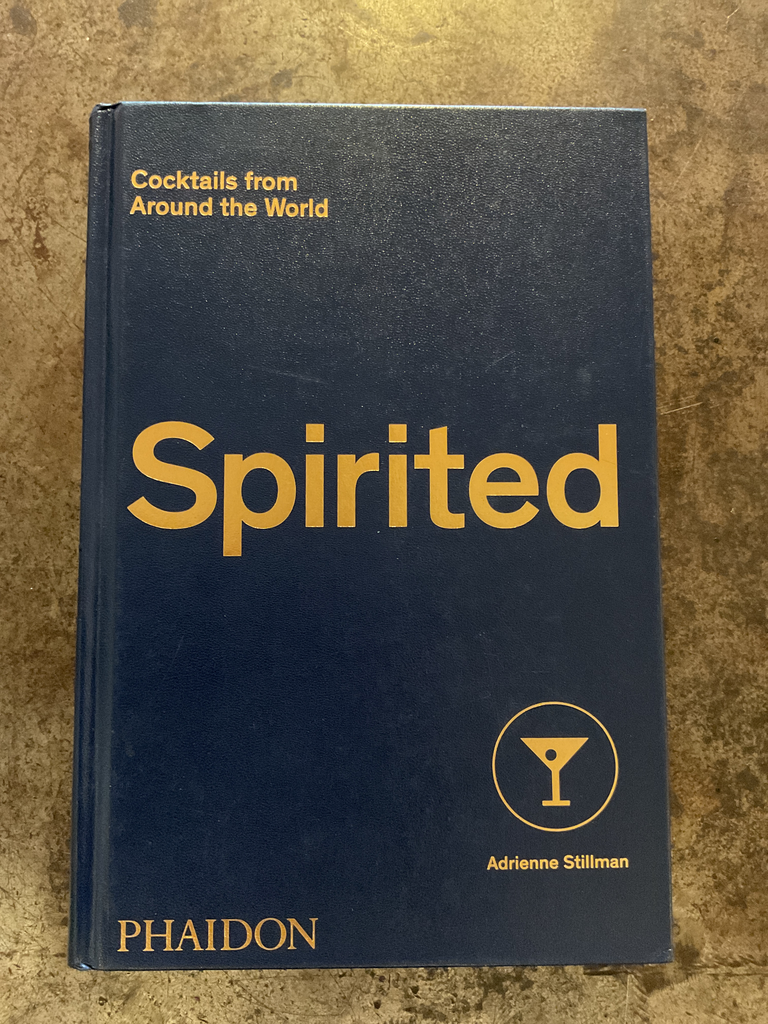 Cocktails from
Around the World
Spirited
Adrienne Stillman
PHAIDON